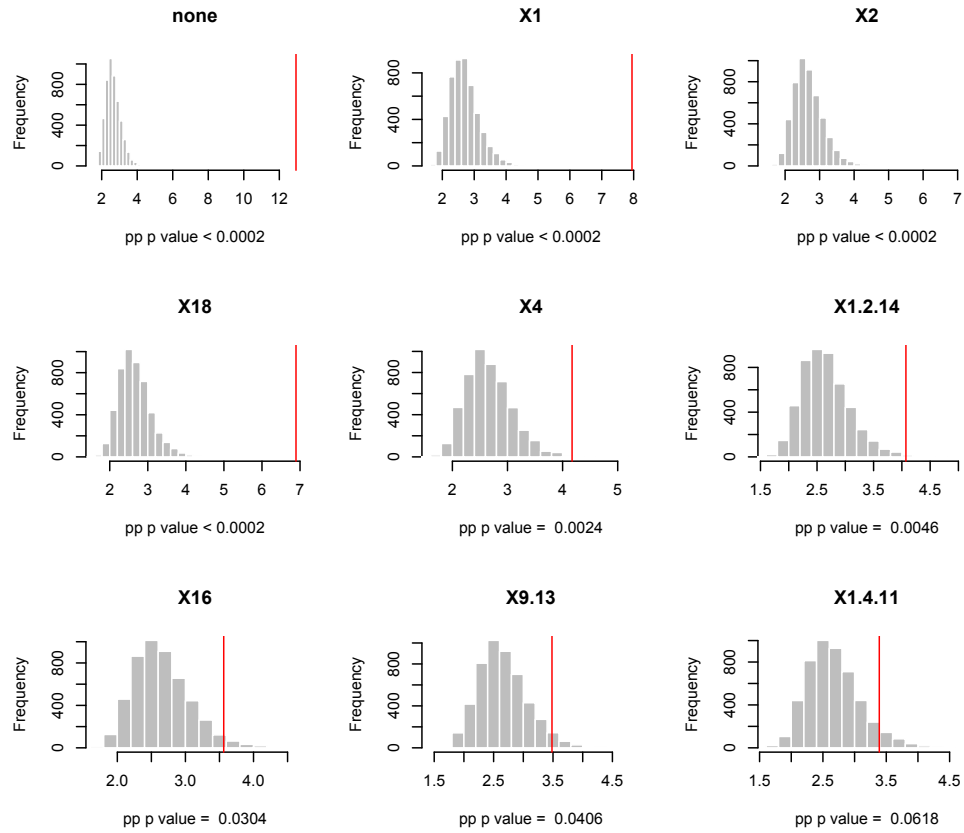 none
X1
X2
Frequency
0
400
800
2 4 6 8 10 12
pp p value < 0.0002
Frequency
0
400
800
2 3 4 5 6 7 8
pp p value < 0.0002
Frequency
0
400
800
2 3 4 5 6 7
pp p value < 0.0002
X18
X4
X1.2.14
Frequency
0
400
800
2 3 4 5 6 7
pp p value < 0.0002
Frequency
0
400
800
2 3 4 5
pp p value = 0.0024
Frequency
0
400
800
1.5 2.5 3.5 4.5
pp p value = 0.0046
X16
X9.13
X1.4.11
Frequency
0
400
800
2.0 3.0 4.0
pp p value = 0.0304
Frequency
0
400
800
1.5 2.5 3.5 4.5
pp p value = 0.0406
Frequency
0
400
800
1.5 2.5 3.5 4.5
pp p value = 0.0618